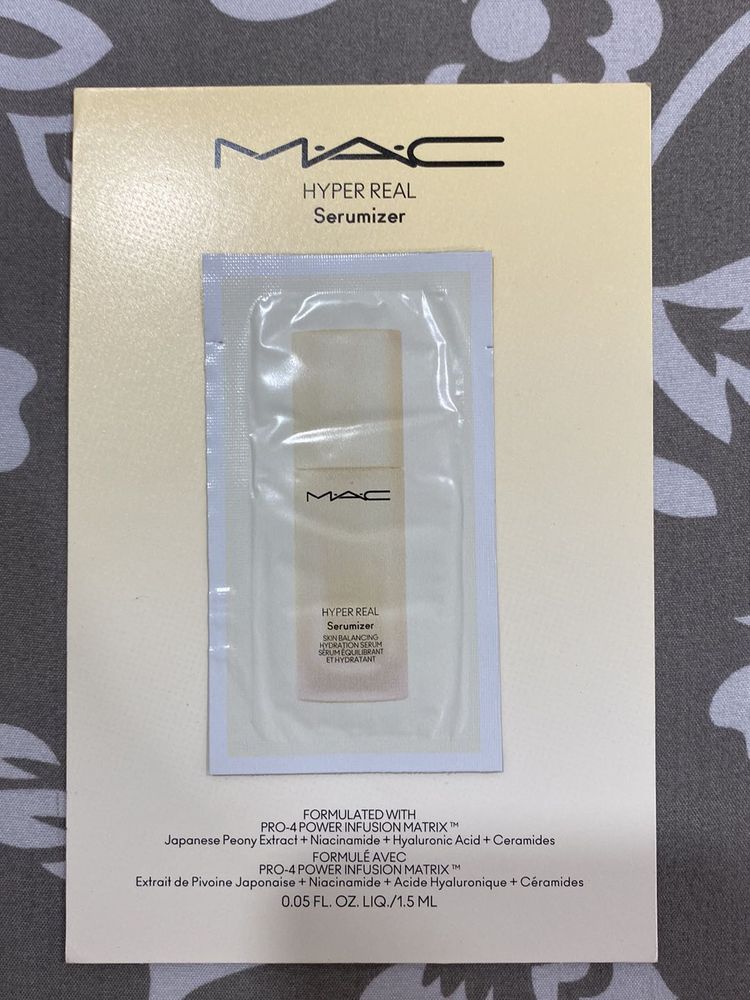 M·A·C
HYPER REAL
Serumizer
M·A·C
HYPER REAL
Serumizer
SKIN BALANCING
HYDRATION SERUM
SÉRUM ÉQUILIBRANT
ET HYDRATANT
FORMULATED WITH
PRO-4 POWER INFUSION MATRIX™
Japanese Peony Extract + Niacinamide + Hyaluronic Acid + Ceramides
FORMULÉ AVEC
PRO-4 POWER INFUSION MATRIX™
Extrait de Pivoine Japonaise + Niacinamide + Acide Hyaluronique + Céramides
0.05 FL. OZ. LIQ./1.5 ML